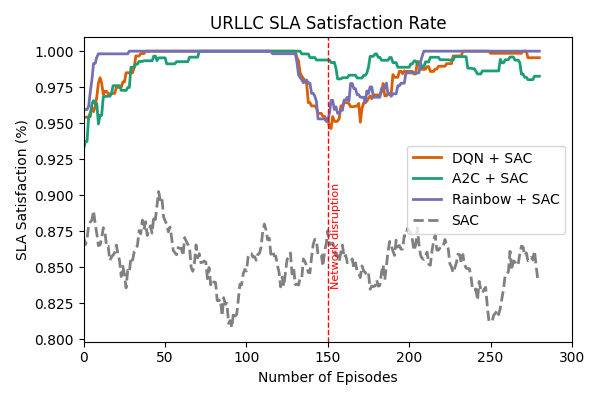 URLLC SLA Satisfaction Rate
SLA Satisfaction (%)
1.000
0.975
0.950
0.925
0.900
0.875
0.850
0.825
0.800
DQN + SAC
A2C + SAC
Rainbow + SAC
SAC
Network disruption
0
50
100
150
200
250
300
Number of Episodes